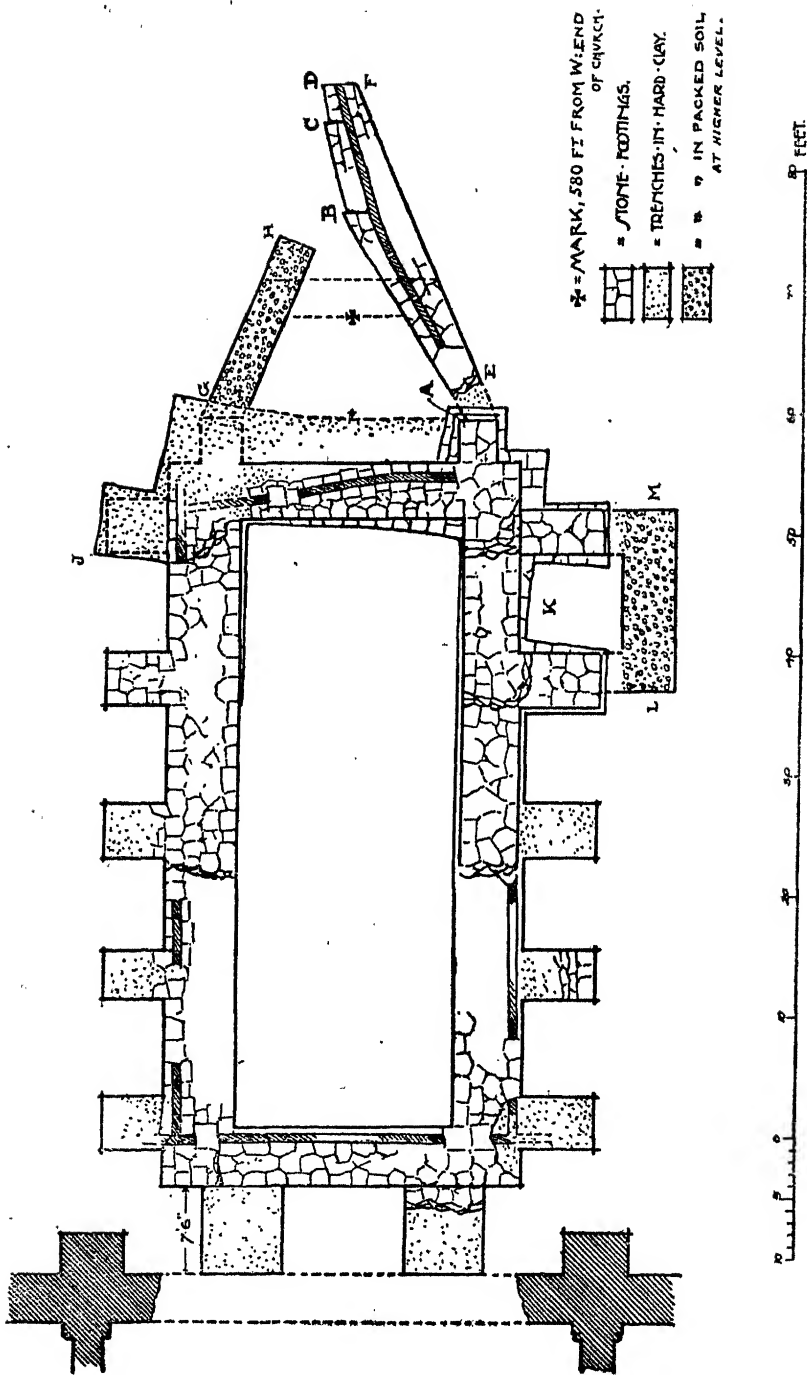 ✠ = MARK, 580 FT FROM W: END
OF CHURCH.
= STONE·FOOTINGS.
= TRENCHES·IN·HARD·CLAY.
= " " IN PACKED SOIL,
AT HIGHER LEVEL.
D
F
C
B
H
E
A
G
J
M
K
L
7'6"
10 5 0 10 20 30 40 50 60 70 80 FEET.